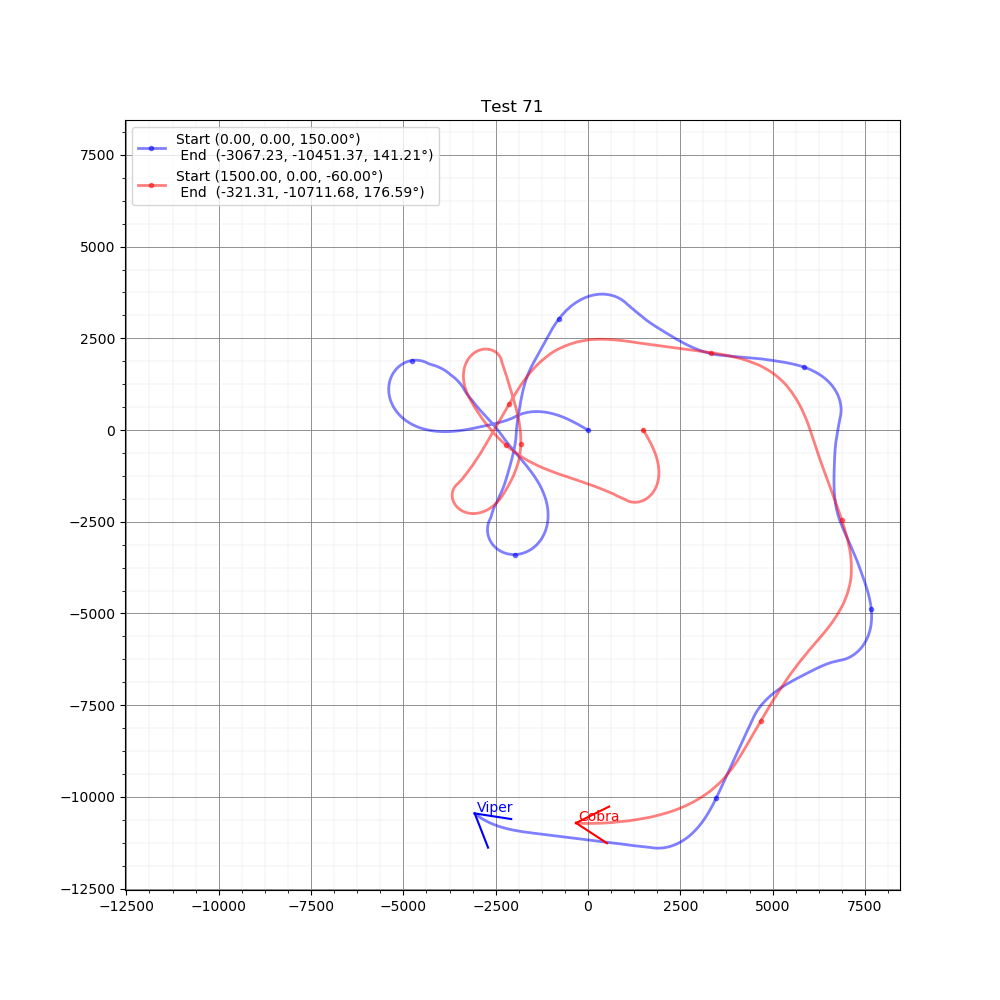 Test 71
Start (0.00, 0.00, 150.00°)
End (-3067.23, -10451.37, 141.21°)
Start (1500.00, 0.00, -60.00°)
End (-321.31, -10711.68, 176.59°)
7500
5000
2500
0
−2500
−5000
−7500
−10000
−12500
Viper
Cobra
−12500 −10000 −7500 −5000 −2500 0 2500 5000 7500